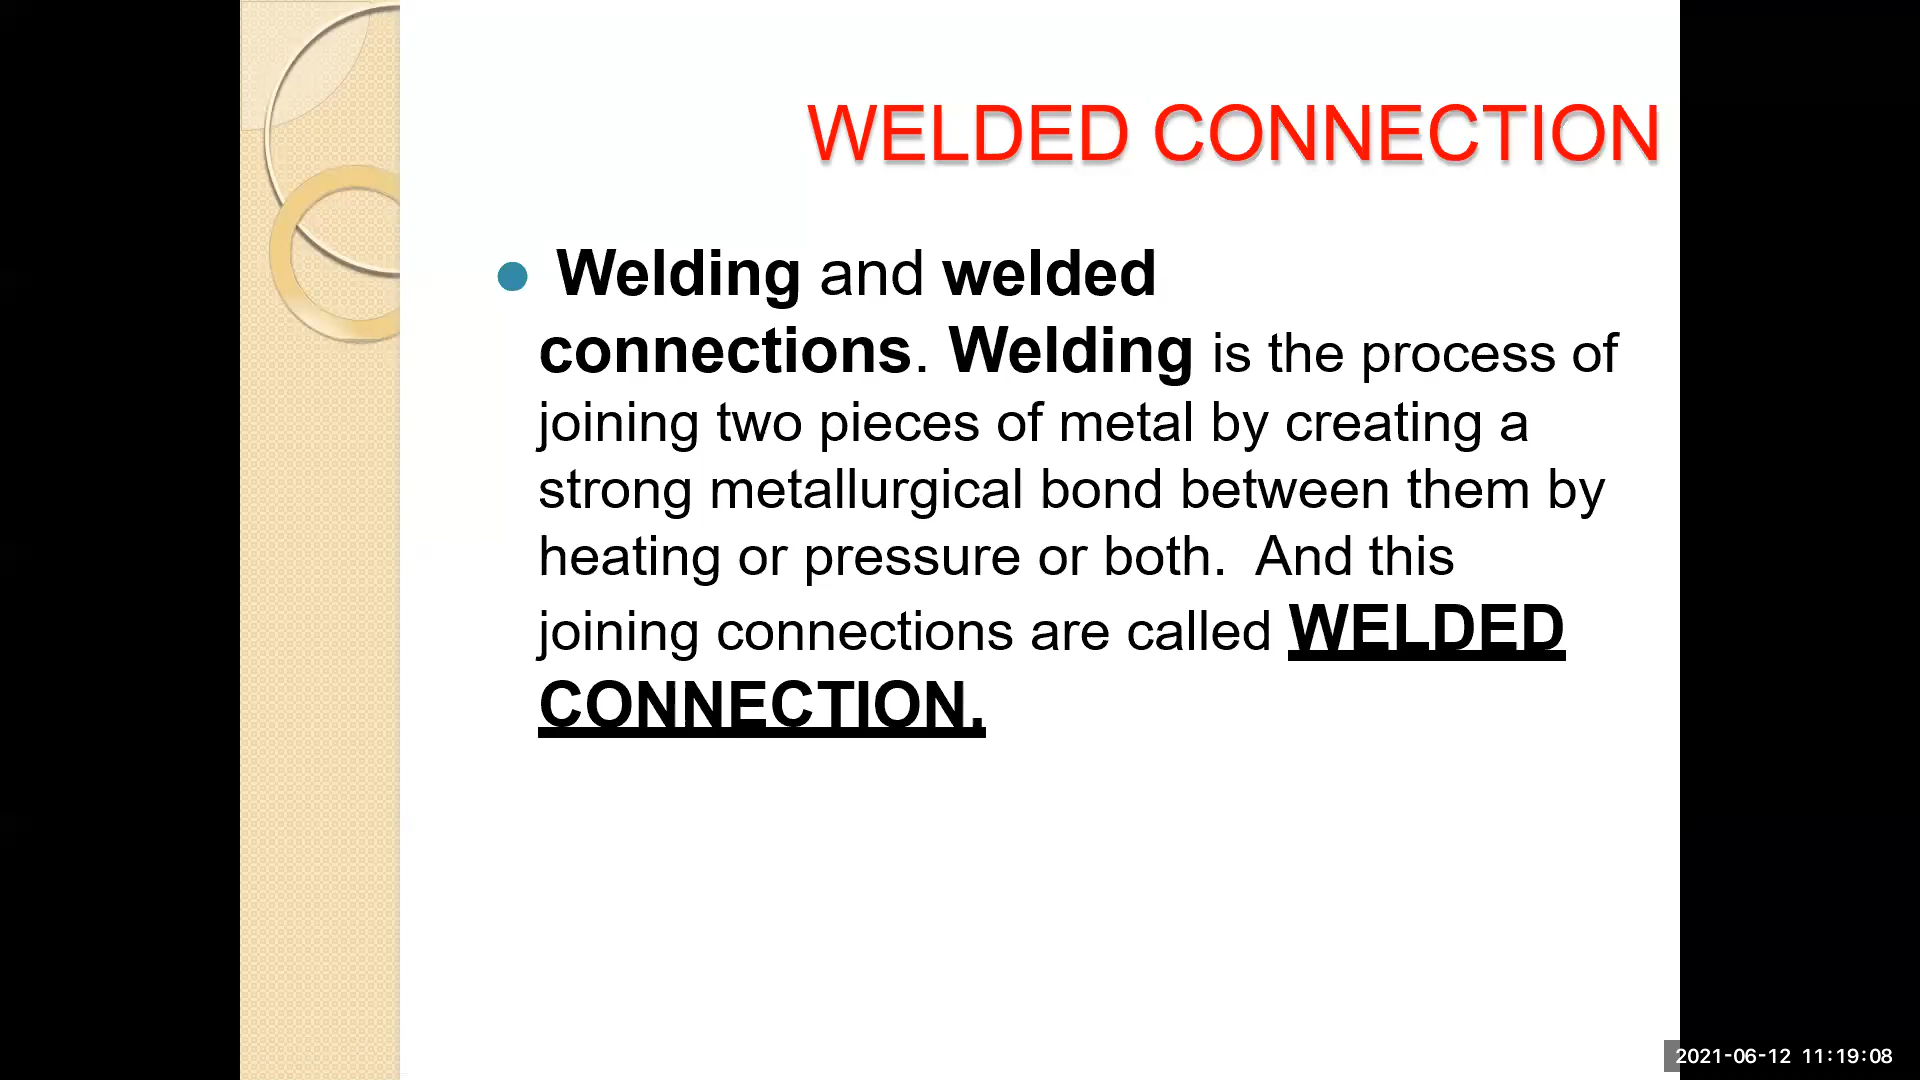 WELDED CONNECTION
Welding and welded
connections. Welding is the process of
joining two pieces of metal by creating a
strong metallurgical bond between them by
heating or pressure or both.  And this
joining connections are called WELDED
CONNECTION.
2021-06-12 11:19:08